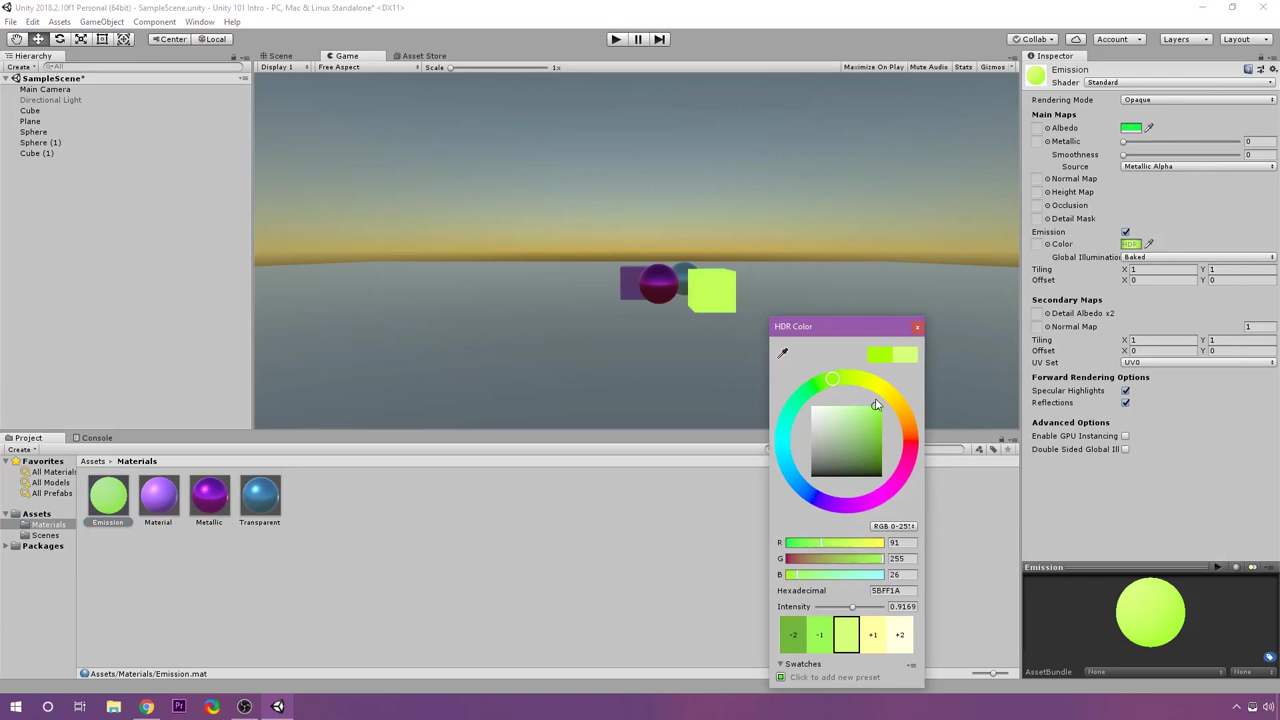 Unity 2018.2.10f1 Personal (64bit) - SampleScene.unity - Unity 101 Intro - PC, Mac & Linux Standalone* <DX11>
File Edit Assets GameObject Component Window Help
Center Local Collab Account Layers Layout
Hierarchy
Create All
SampleScene*
Main Camera
Directional Light
Cube
Plane
Sphere
Sphere (1)
Cube (1)
Scene Game Asset Store
Display 1 Free Aspect Scale 1x Maximize On Play Mute Audio Stats Gizmos
Inspector
Emission
Shader Standard
Rendering Mode Opaque
Main Maps
Albedo
Metallic 0
Smoothness 0
Source Metallic Alpha
Normal Map
Height Map
Occlusion
Detail Mask
Emission
Color HDR
Global Illumination Baked
Tiling X 1 Y 1
Offset X 0 Y 0
Secondary Maps
Detail Albedo x2
Normal Map 1
Tiling X 1 Y 1
Offset X 0 Y 0
UV Set UV0
Forward Rendering Options
Specular Highlights
Reflections
Advanced Options
Enable GPU Instancing
Double Sided Global Ill
HDR Color
RGB 0-255
R 91
G 255
B 26
Hexadecimal 5BFF1A
Intensity 0.9169
-2 -1 +1 +2
Swatches
Click to add new preset
Project Console
Create
Favorites
All Materials
All Models
All Prefabs
Assets
Materials
Scenes
Packages
Assets Materials
Emission Material Metallic Transparent
Assets/Materials/Emission.mat
Emission
AssetBundle None None
Pr